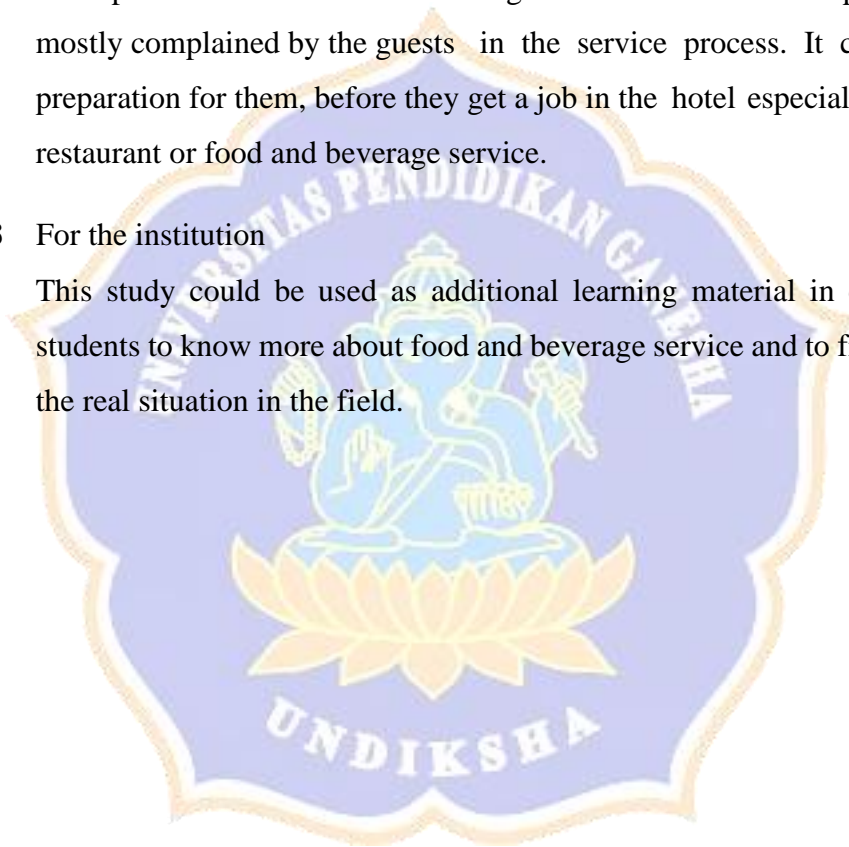 mostly complained by the guests in the service process. It c
preparation for them, before they get a job in the hotel especial
restaurant or food and beverage service.
For the institution
This study could be used as additional learning material in
students to know more about food and beverage service and to f
the real situation in the field.
UNIVERSITAS PENDIDIKAN GANESHA
UNDIKSHA